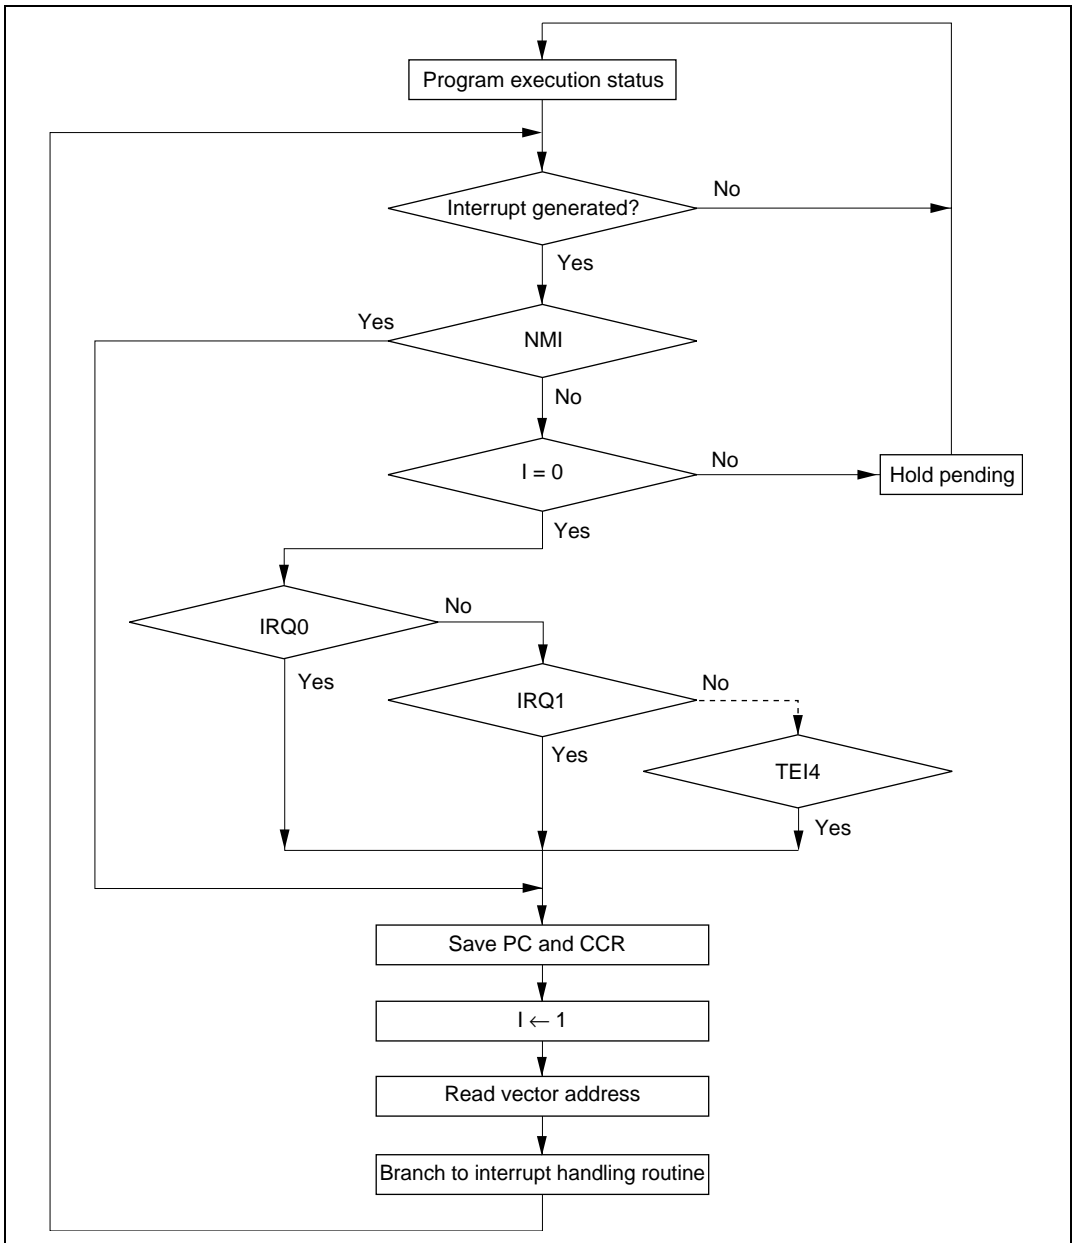 Program execution status
Interrupt generated?
No
Yes
NMI
Yes
No
I = 0
No
Hold pending
Yes
IRQ0
No
Yes
IRQ1
No
Yes
TEI4
Yes
Save PC and CCR
I ← 1
Read vector address
Branch to interrupt handling routine